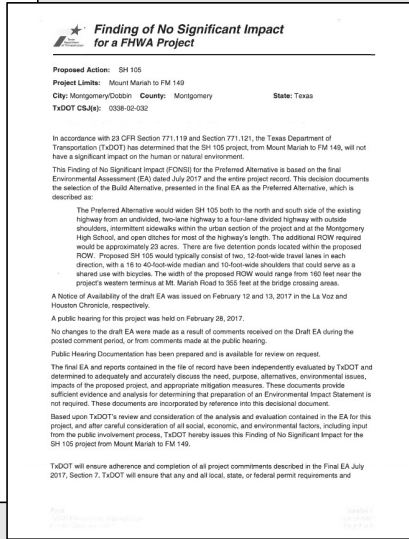 Finding of No Significant Impact
for a FHWA Project
Proposed Action: SH 105
Project Limits: Mount Mariah to FM 149
City: Montgomery/Dobbin County: Montgomery State: Texas
TxDOT CSJ(s): 0338-02-032
In accordance with 23 CFR Section 771.119 and Section 771.121, the Texas Department of
Transportation (TxDOT) has determined that the SH 105 project, from Mount Mariah to FM 149, will not
have a significant impact on the human or natural environment.
This Finding of No Significant Impact (FONSI) for the Preferred Alternative is based on the final
Environmental Assessment (EA) dated July 2017 and the entire project record. This decision documents
the selection of the Build Alternative, presented in the final EA as the Preferred Alternative, which is
described as:
The Preferred Alternative would widen SH 105 both to the north and south side of the existing
highway from an undivided, two-lane highway to a four-lane divided highway with outside
shoulders, intermittent sidewalks within the urban section of the project and at the Montgomery
High School, and open ditches for most of the highway's length. The additional ROW required
would be approximately 23 acres. There are five detention ponds located within the proposed
ROW. Proposed SH 105 would typically consist of two, 12-foot-wide travel lanes in each
direction, with a 16 to 40-foot-wide median and 10-foot-wide shoulders that could serve as a
shared use with bicycles. The width of the proposed ROW would range from 160 feet near the
project's western terminus at Mt. Mariah Road to 355 feet at the bridge crossing areas.
A Notice of Availability of the draft EA was issued on February 12 and 13, 2017 in the La Voz and
Houston Chronicle, respectively.
A public hearing for this project was held on February 28, 2017.
No changes to the draft EA were made as a result of comments received on the Draft EA during the
posted comment period, or from comments made at the public hearing.
Public Hearing Documentation has been prepared and is available for review on request.
The final EA and reports contained in the file of record have been independently evaluated by TxDOT and
determined to adequately and accurately discuss the need, purpose, alternatives, environmental issues,
impacts of the proposed project, and appropriate mitigation measures. These documents provide
sufficient evidence and analysis for determining that preparation of an Environmental Impact Statement is
not required. These documents are incorporated by reference into this decisional document.
Based upon TxDOT's review and consideration of the analysis and evaluation contained in the EA for this
project, and after careful consideration of all social, economic, and environmental factors, including input
from the public involvement process, TxDOT hereby issues this Finding of No Significant Impact for the
SH 105 project from Mount Mariah to FM 149.
TxDOT will ensure adherence and completion of all project commitments described in the Final EA July
2017, Section 7. TxDOT will ensure that any and all local, state, or federal permit requirements and